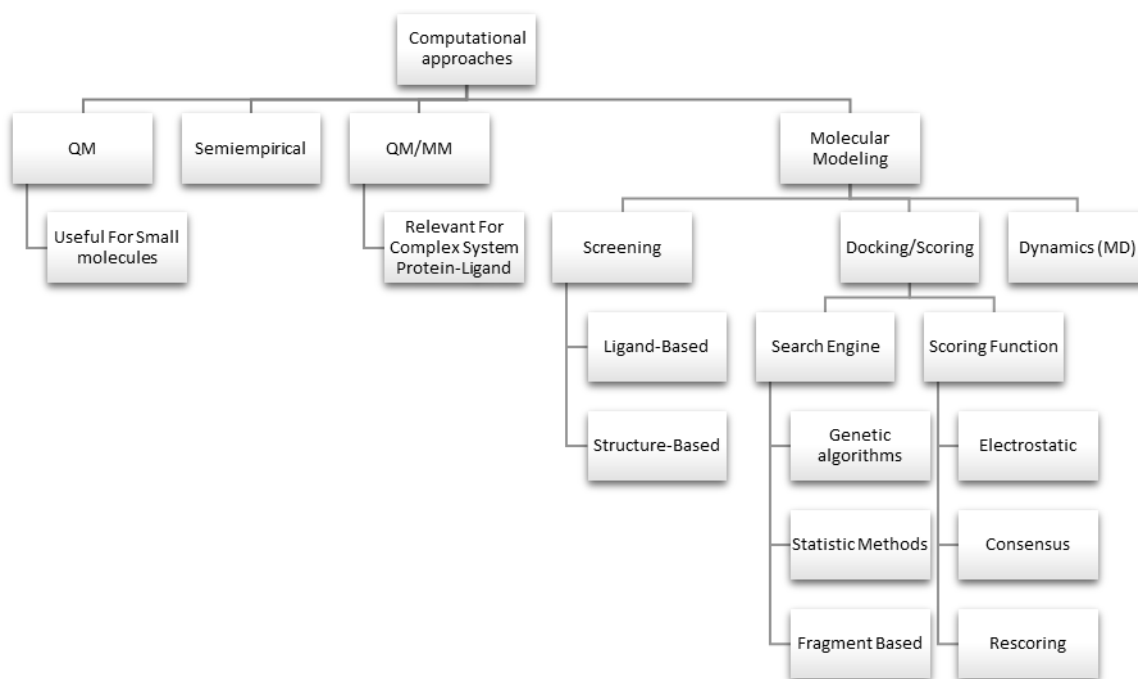 Computational
approaches
QM
Semiempirical
QM/MM
Molecular
Modeling
Useful For Small
molecules
Relevant For
Complex System
Protein-Ligand
Screening
Docking/Scoring
Dynamics (MD)
Ligand-Based
Search Engine
Scoring Function
Structure-Based
Genetic
algorithms
Electrostatic
Statistic Methods
Consensus
Fragment Based
Rescoring